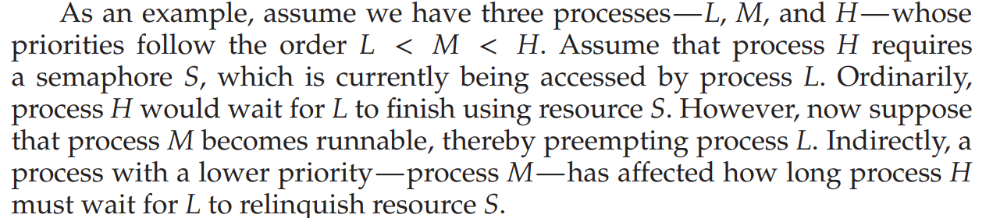 As an example, assume we have three processes—L, M, and H—whose
priorities follow the order L < M < H. Assume that process H requires
a semaphore S, which is currently being accessed by process L. Ordinarily,
process H would wait for L to finish using resource S. However, now suppose
that process M becomes runnable, thereby preempting process L. Indirectly, a
process with a lower priority—process M—has affected how long process H
must wait for L to relinquish resource S.